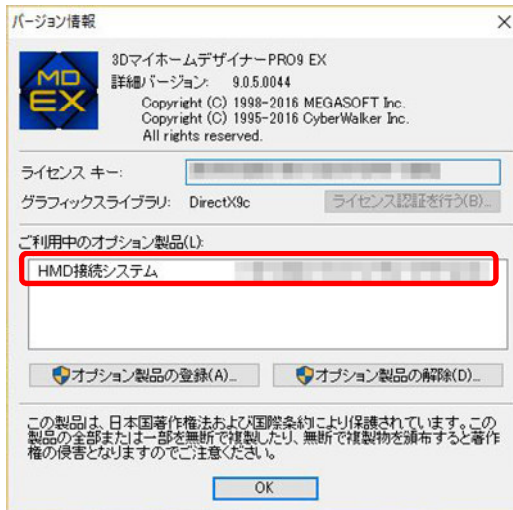 バージョン情報
MD
EX
3DマイホームデザイナーPRO9 EX
詳細バージョン: 9.0.5.0044
Copyright (C) 1998-2016 MEGASOFT Inc.
Copyright (C) 1995-2016 CyberWalker Inc.
All rights reserved.
ライセンス キー:
グラフィックスライブラリ: DirectX9c
ライセンス認証を行う(B)...
ご利用中のオプション製品(L):
HMD接続システム
オプション製品の登録(A)...
オプション製品の解除(D)...
この製品は、日本国著作権法および国際条約により保護されています。この
製品の全部または一部を無断で複製したり、無断で複製物を頒布すると著作
権の侵害となりますのでご注意ください。
OK